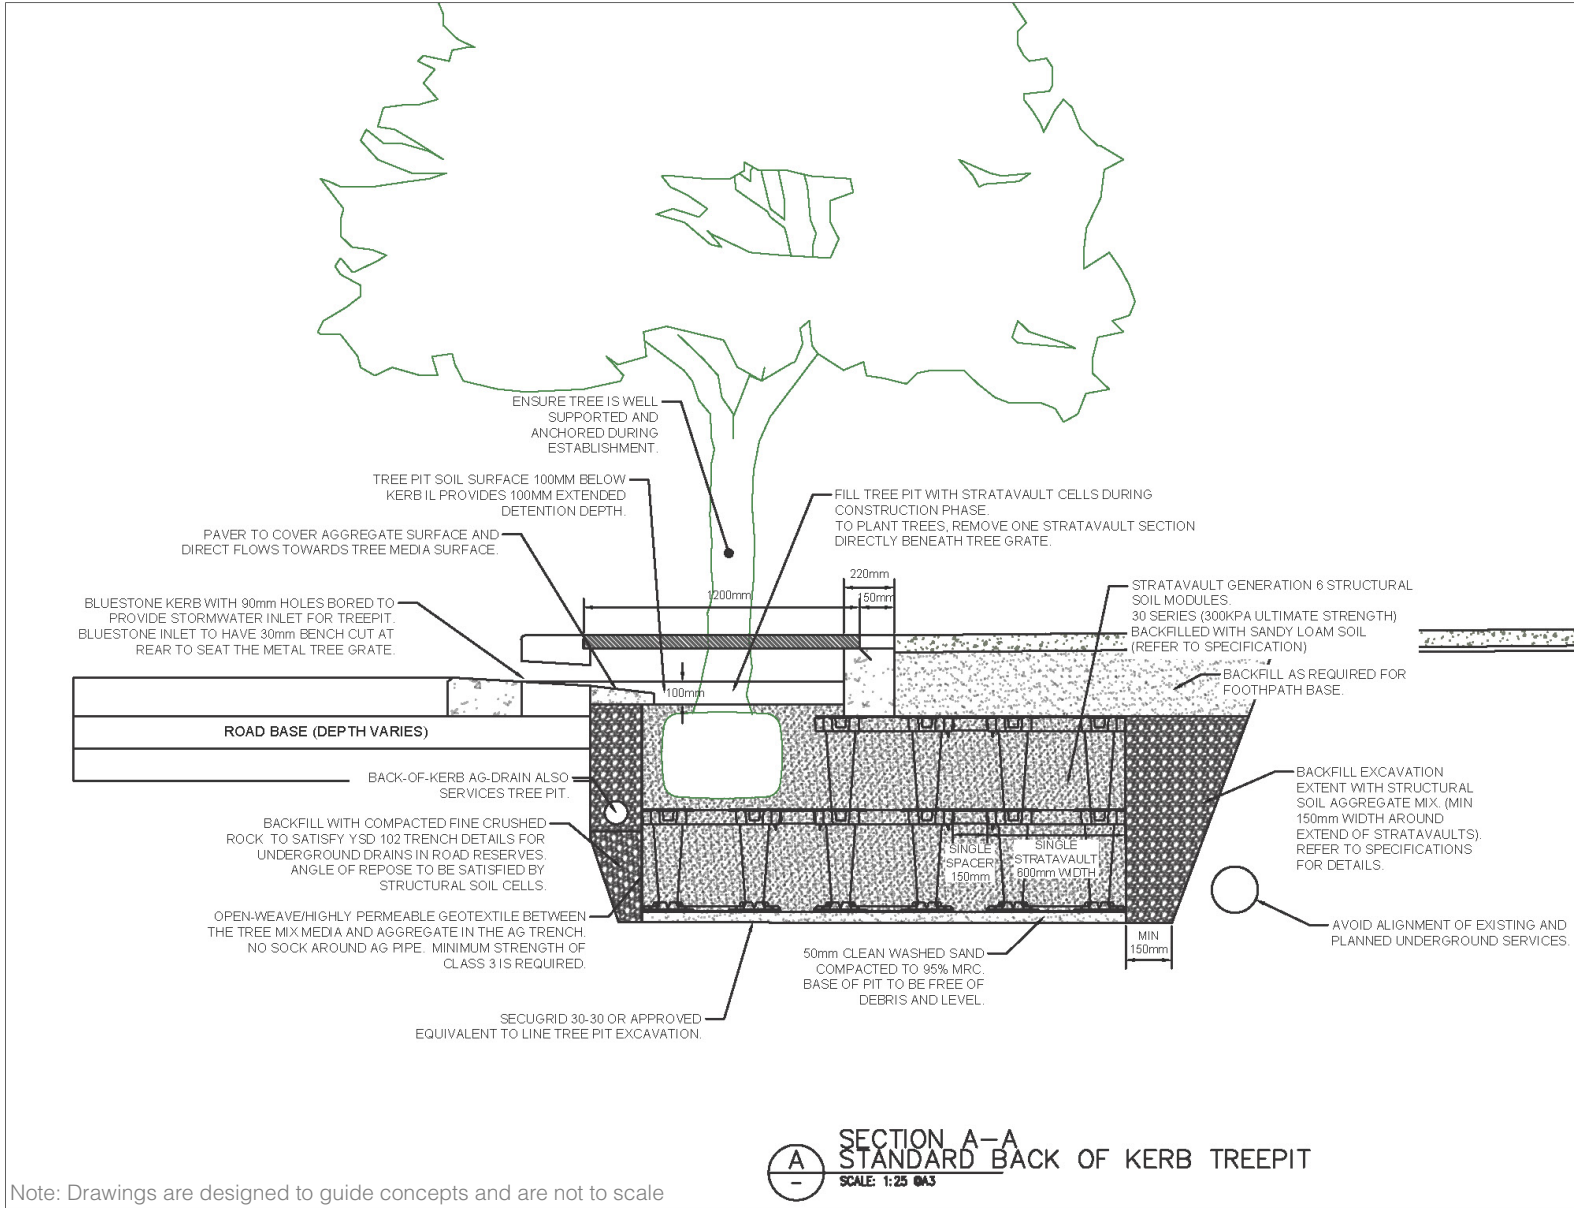 ENSURE TREE IS WELL
SUPPORTED AND
ANCHORED DURING
ESTABLISHMENT.
TREE PIT SOIL SURFACE 100MM BELOW
KERB IL PROVIDES 100MM EXTENDED
DETENTION DEPTH.
FILL TREE PIT WITH STRATAVAULT CELLS DURING
CONSTRUCTION PHASE.
TO PLANT TREES, REMOVE ONE STRATAVAULT SECTION
DIRECTLY BENEATH TREE GRATE.
PAVER TO COVER AGGREGATE SURFACE AND
DIRECT FLOWS TOWARDS TREE MEDIA SURFACE.
220mm
1200mm
150mm
STRATAVAULT GENERATION 6 STRUCTURAL
SOIL MODULES.
30 SERIES (300KPA ULTIMATE STRENGTH)
BACKFILLED WITH SANDY LOAM SOIL
(REFER TO SPECIFICATION)
BLUESTONE KERB WITH 90mm HOLES BORED TO
PROVIDE STORMWATER INLET FOR TREEPIT.
BLUESTONE INLET TO HAVE 30mm BENCH CUT AT
REAR TO SEAT THE METAL TREE GRATE.
BACKFILL AS REQUIRED FOR
FOOTPATH BASE.
100mm
ROAD BASE (DEPTH VARIES)
BACK-OF-KERB AG-DRAIN ALSO
SERVICES TREE PIT.
BACKFILL EXCAVATION
EXTENT WITH STRUCTURAL
SOIL AGGREGATE MIX. (MIN
150mm WIDTH AROUND
EXTEND OF STRATAVAULTS).
REFER TO SPECIFICATIONS
FOR DETAILS.
BACKFILL WITH COMPACTED FINE CRUSHED
ROCK TO SATISFY YSD 102 TRENCH DETAILS FOR
UNDERGROUND DRAINS IN ROAD RESERVES.
ANGLE OF REPOSE TO BE SATISFIED BY
STRUCTURAL SOIL CELLS.
SINGLE
SPACER
150mm
SINGLE
STRATAVAULT
600mm WIDTH
OPEN-WEAVE/HIGHLY PERMEABLE GEOTEXTILE BETWEEN
THE TREE MIX MEDIA AND AGGREGATE IN THE AG TRENCH.
NO SOCK AROUND AG PIPE. MINIMUM STRENGTH OF
CLASS 3 IS REQUIRED.
AVOID ALIGNMENT OF EXISTING AND
PLANNED UNDERGROUND SERVICES.
MIN
150mm
50mm CLEAN WASHED SAND
COMPACTED TO 95% MRC.
BASE OF PIT TO BE FREE OF
DEBRIS AND LEVEL.
SECUGRID 30-30 OR APPROVED
EQUIVALENT TO LINE TREE PIT EXCAVATION.
A
-
SECTION A-A
STANDARD BACK OF KERB TREEPIT
SCALE: 1:25 @A3
Note: Drawings are designed to guide concepts and are not to scale